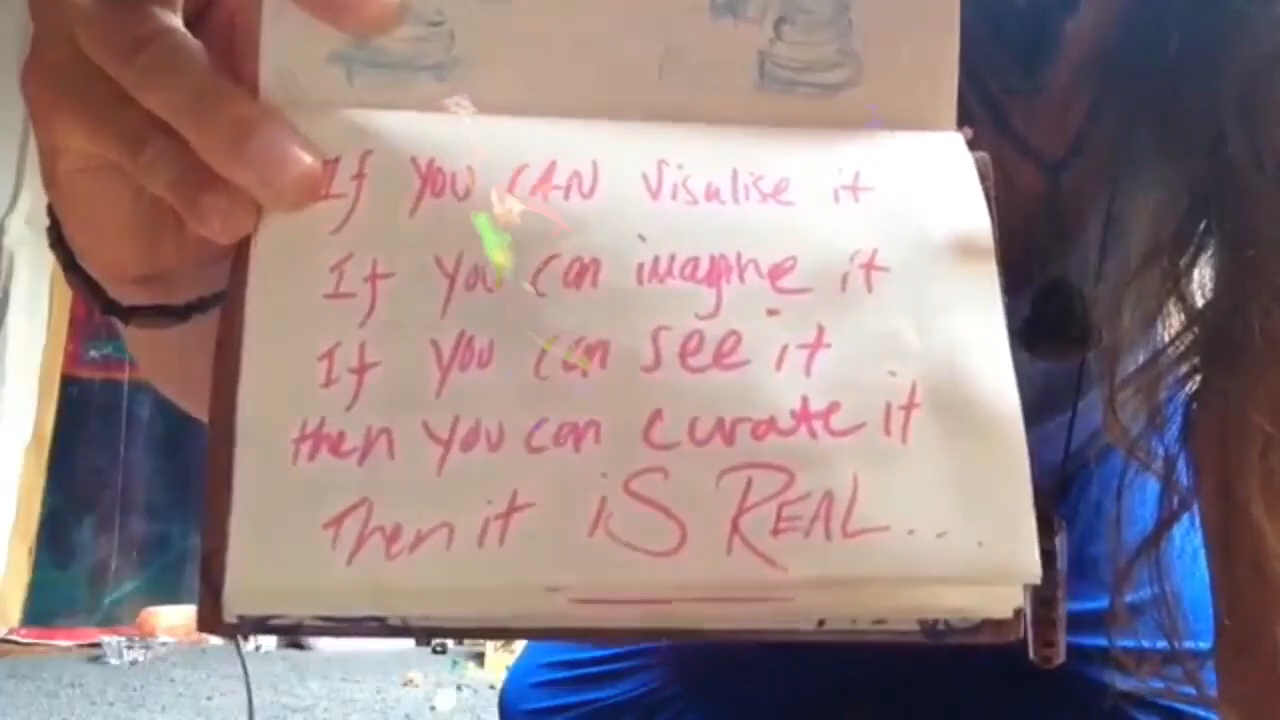 If you CAN Visulise it
If you can imagine it
If you can see it
then you can curate it
Then it iS REAL...